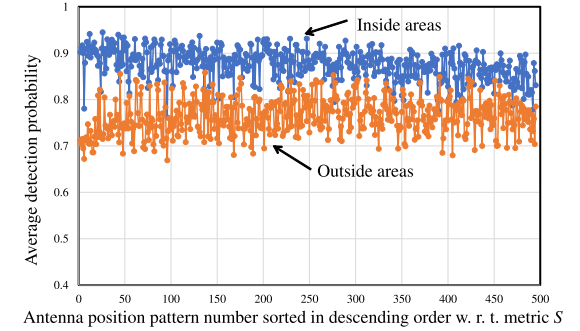 1
Inside areas
0.9
0.8
0.7
Outside areas
0.6
0.5
0.4
Average detection probability
0 50 100 150 200 250 300 350 400 450 500
Antenna position pattern number sorted in descending order w. r. t. metric S